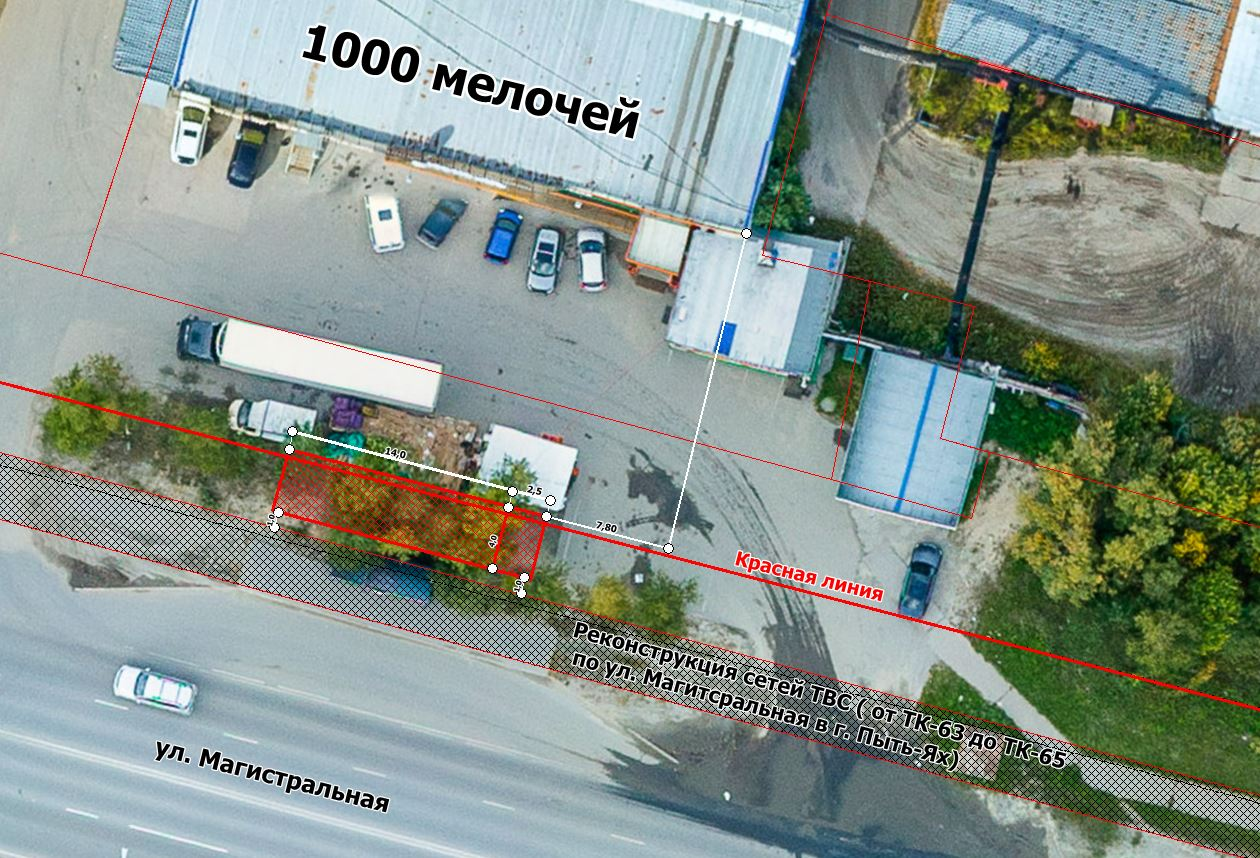 1000 мелочей
14,0
2,5
7,80
4,0
Красная линия
Реконструкция сетей ТВС ( от ТК-63 до ТК-65
по ул. Магитсральная в г. Пыть-Ях)
ул. Магистральная